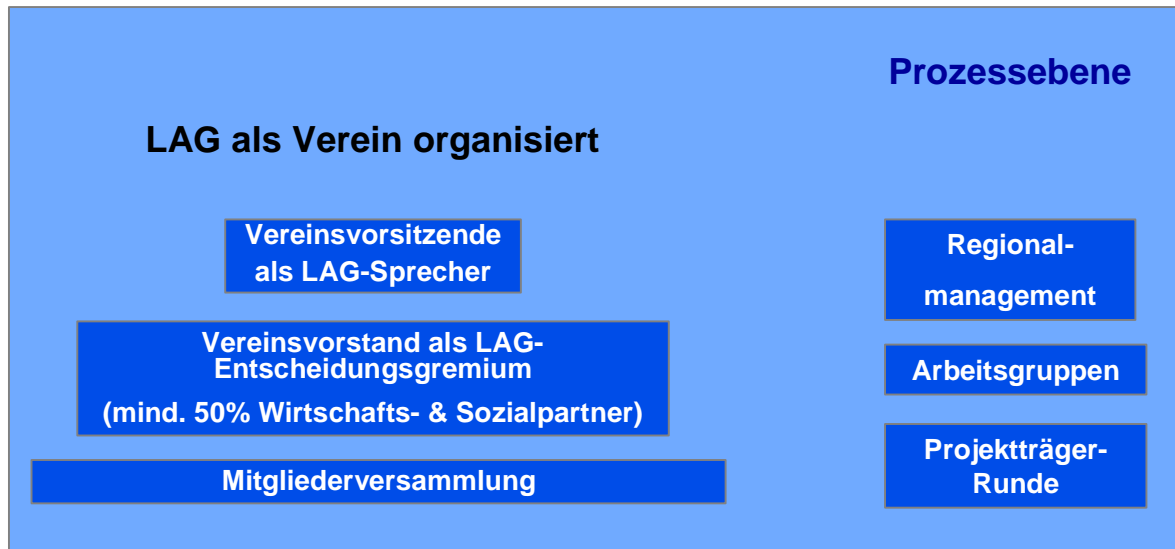 Prozessebene
LAG als Verein organisiert
Vereinsvorsitzende
als LAG-Sprecher
Vereinsvorstand als LAG-
Entscheidungsgremium
(mind. 50% Wirtschafts- & Sozialpartner)
Mitgliederversammlung
Regional-
management
Arbeitsgruppen
Projektträger-
Runde